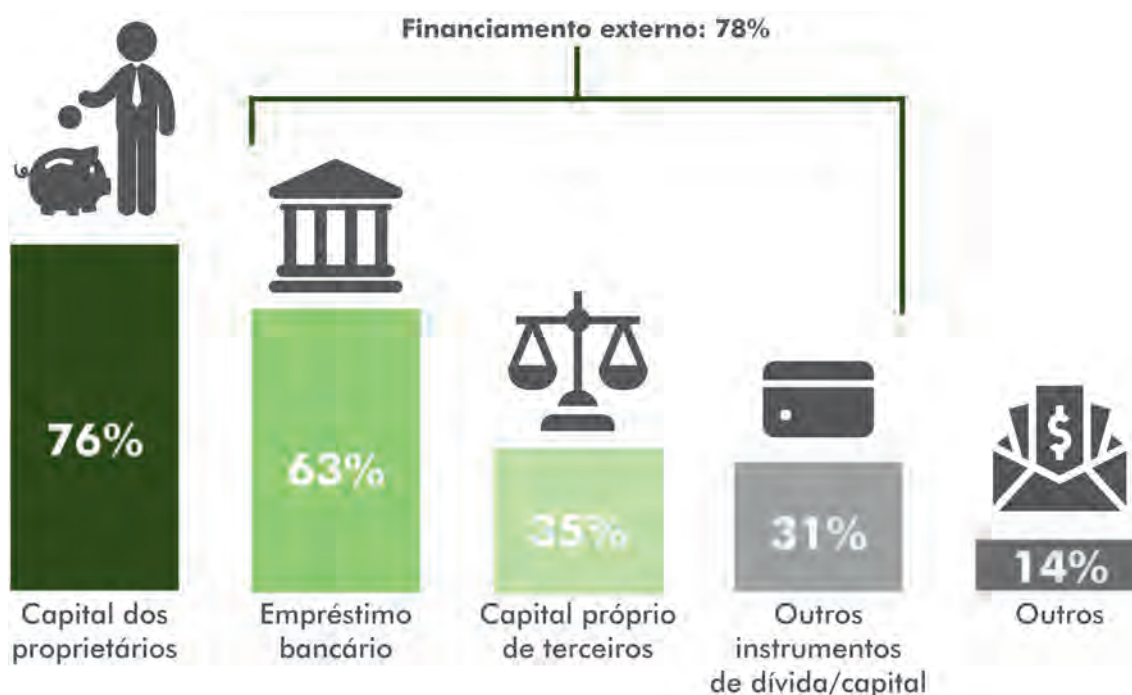 Financiamento externo: 78%
$
76%
63%
35%
31%
14%
Capital dos
proprietários
Empréstimo
bancário
Capital próprio
de terceiros
Outros
instrumentos
de dívida/capital
Outros